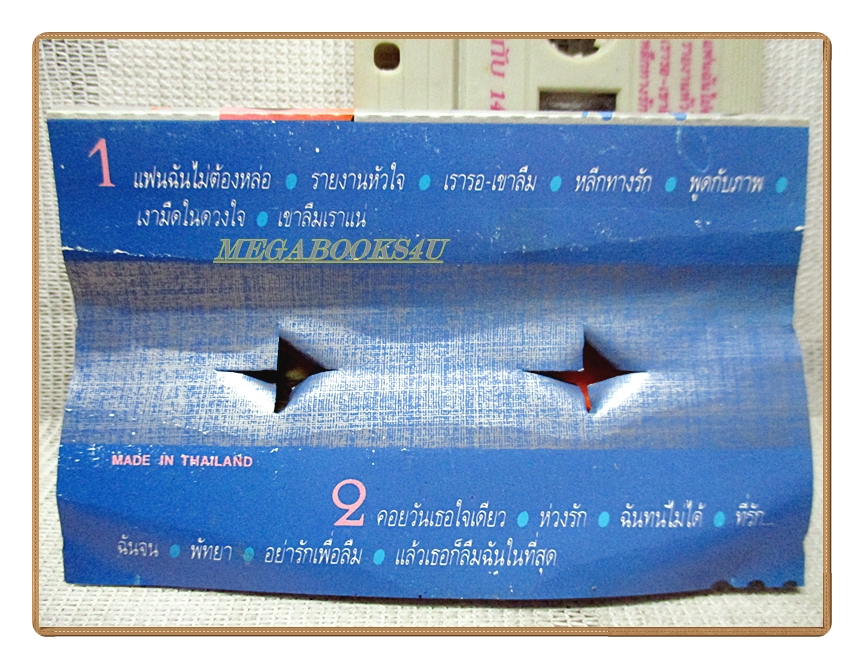 กับ 14
1 แฟนฉันไม่ต้องหล่อ ● รายงานหัวใจ ● เรารอ-เขาลืม ● หลีกทางรัก ● พูดกับภาพ ●
เงามืดในดวงใจ ● เขาลืมเราแน่
MEGABOOKS4U
MADE IN THAILAND
2 คอยวันเธอใจเดียว ● ห่วงรัก ● ฉันทนไม่ได้ ● ที่รัก...
ฉันจน ● พัทยา ● อย่ารักเพื่อลืม ● แล้วเธอก็ลืมฉันในที่สุด